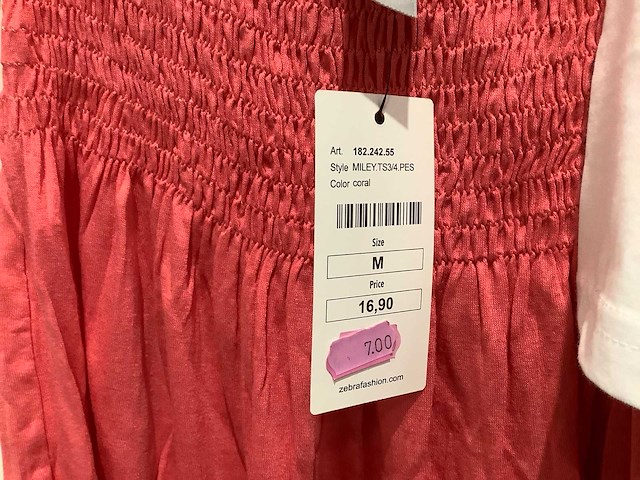 Art. 182.242.55
Style MILEY.TS3/4.PES
Color coral
Size
M
Price
16,90
7.00
zebrafashion.com